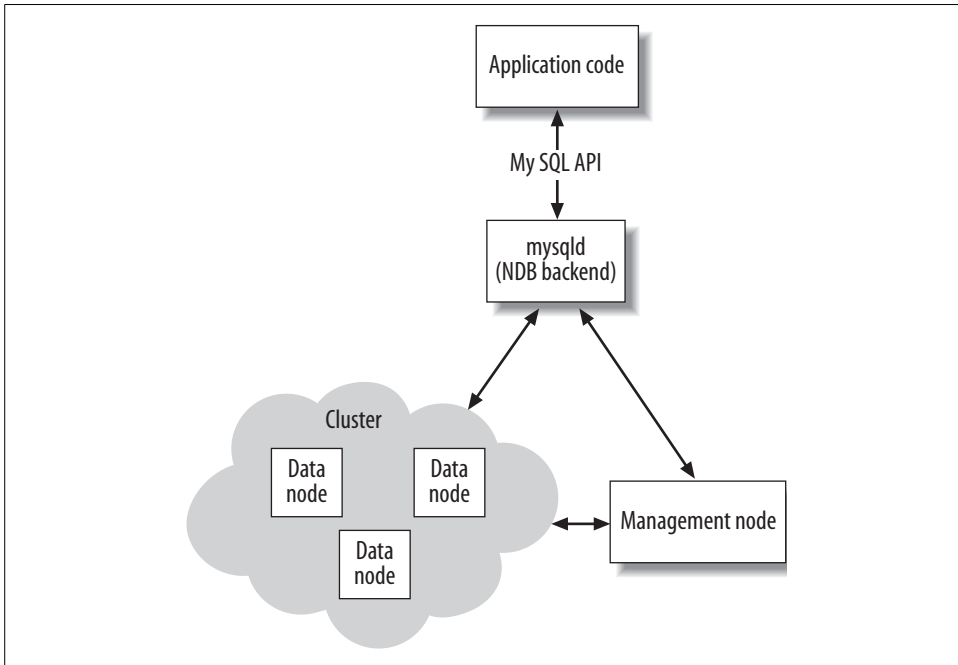 Application code
My SQL API
mysqld
(NDB backend)
Cluster
Data
node
Data
node
Data
node
Management node